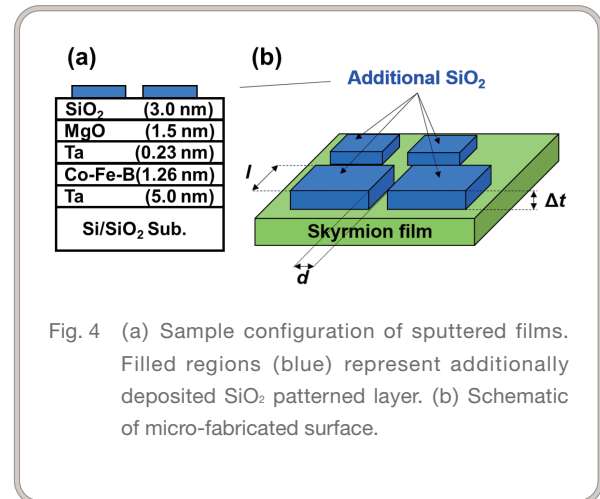 (a)
(b)
Additional SiO₂
SiO₂ (3.0 nm)
MgO (1.5 nm)
Ta (0.23 nm)
Co-Fe-B(1.26 nm)
Ta (5.0 nm)
Si/SiO₂ Sub.
l
Δt
Skyrmion film
d
Fig. 4 (a) Sample configuration of sputtered films.
Filled regions (blue) represent additionally
deposited SiO₂ patterned layer. (b) Schematic
of micro-fabricated surface.